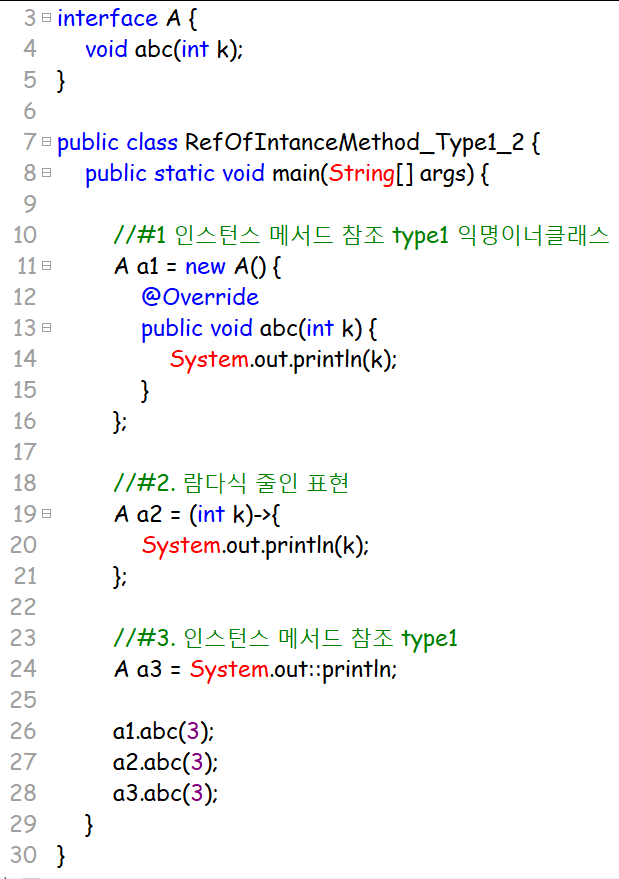 3 interface A {
4 void abc(int k);
5 }
6
7 public class RefOfIntanceMethod_Type1_2 {
8 public static void main(String[] args) {
9
10 //#1 인스턴스 메서드 참조 type1 익명이너클래스
11 A a1 = new A() {
12 @Override
13 public void abc(int k) {
14 System.out.println(k);
15 }
16 };
17
18 //#2. 람다식 줄인 표현
19 A a2 = (int k)->{
20 System.out.println(k);
21 };
22
23 //#3. 인스턴스 메서드 참조 type1
24 A a3 = System.out::println;
25
26 a1.abc(3);
27 a2.abc(3);
28 a3.abc(3);
29 }
30 }